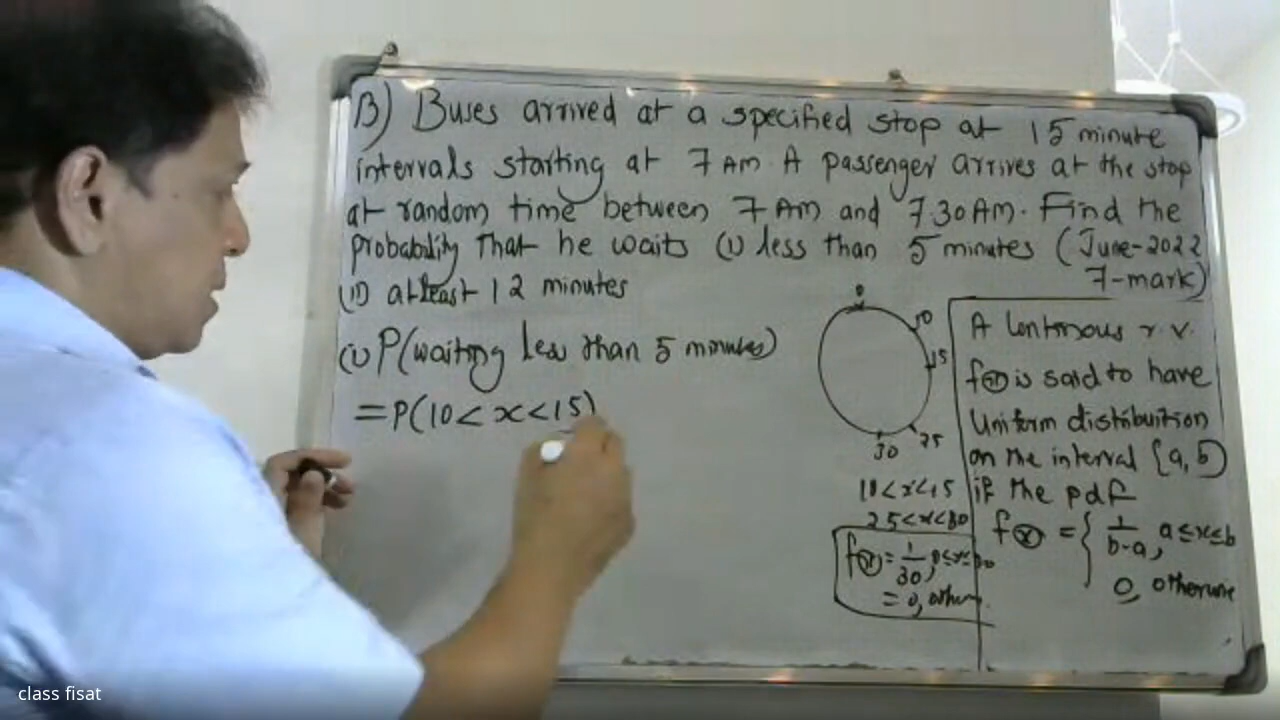 B) Buses arrived at a specified stop at 15 minute
intervals starting at 7 AM A passenger arrives at the stop
at random time between 7 AM and 7.30 AM. Find the
probability That he waits (i) less than 5 minutes (June-2022
7-mark)
(ii) atleast 12 minutes
(i) P(waiting less than 5 minutes)
= P(10 < x < 15)
0
10
15
25
30
10 < x < 15
25 < x < 30
f(x) = 1/30, 0 ≤ x ≤ 30
= 0, otherw.
A Continous r.v.
f(x) is said to have
Uniform distribuition
on the interval [a, b]
if the pdf
f(x) = { 1/b-a, a ≤ x ≤ b
0, otherwise
class fisat